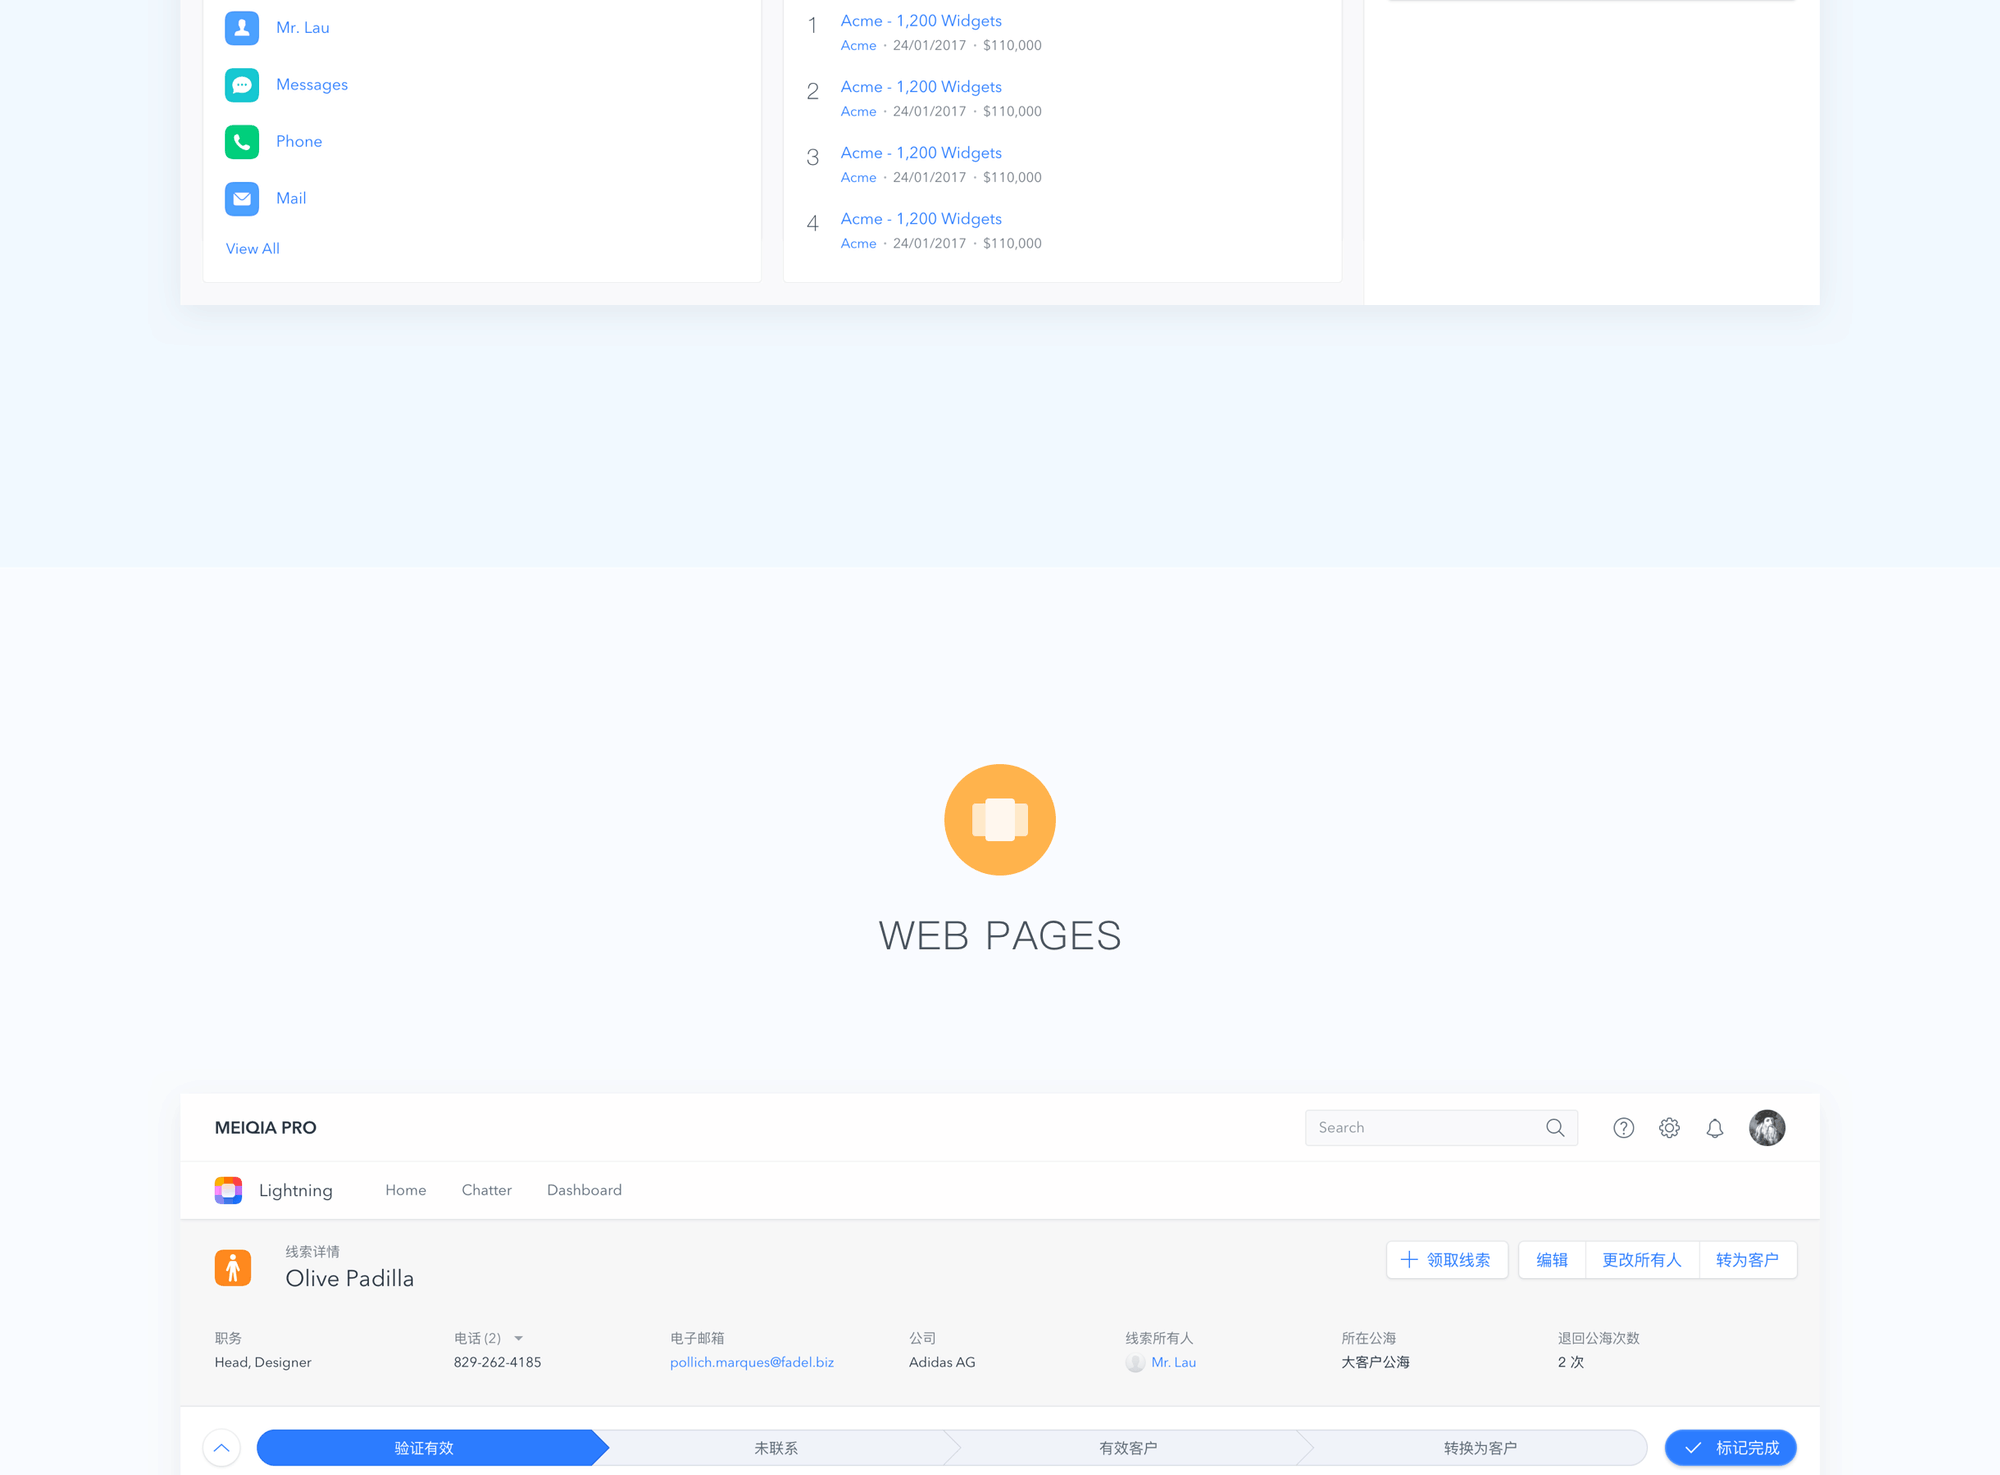 Mr. Lau
Messages
Phone
Mail
View All
1
Acme - 1,200 Widgets
Acme · 24/01/2017 · $110,000
2
Acme - 1,200 Widgets
Acme · 24/01/2017 · $110,000
3
Acme - 1,200 Widgets
Acme · 24/01/2017 · $110,000
4
Acme - 1,200 Widgets
Acme · 24/01/2017 · $110,000
WEB PAGES
MEIQIA PRO
Search
Lightning
Home
Chatter
Dashboard
线索详情
Olive Padilla
领取线索
编辑
更改所有人
转为客户
职务
Head, Designer
电话 (2)
829-262-4185
电子邮箱
pollich.marques@fadel.biz
公司
Adidas AG
线索所有人
Mr. Lau
所在公海
大客户公海
退回公海次数
2 次
验证有效
未联系
有效客户
转换为客户
标记完成